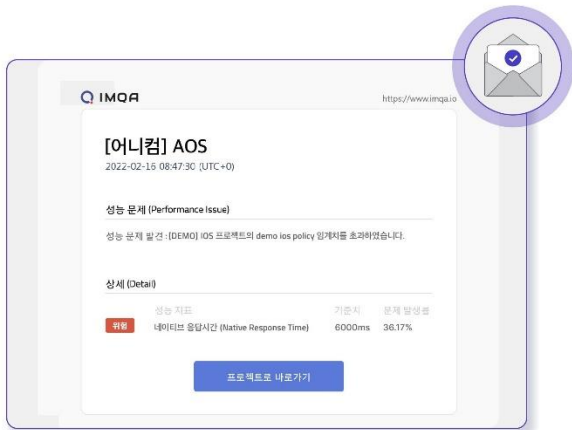 IMQA
https://www.imqa.io
[어니컴] AOS
2022-02-16 08:47:30 (UTC+0)
성능 문제 (Performance Issue)
성능 문제 발견 : [DEMO] IOS 프로젝트의 demo ios policy 임계치를 초과하였습니다.
상세 (Detail)
성능 지표 기준치 문제 발생률
위험 네이티브 응답시간 (Native Response Time) 6000ms 36.17%
프로젝트로 바로가기